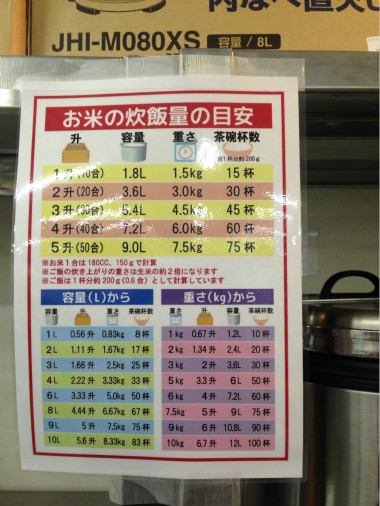 内なべ直火
JHI-M080XS 容量 / 8L
お米の炊飯量の目安
升 容量 重さ 茶碗杯数
1杯分約200g
1升(10合) 1.8L 1.5kg 15杯
2升(20合) 3.6L 3.0kg 30杯
3升(30合) 5.4L 4.5kg 45杯
4升(40合) 7.2L 6.0kg 60杯
5升(50合) 9.0L 7.5kg 75杯
※お米1合は180CC、150gで計算
※ご飯の炊き上がりの重さは生米の約2倍になります
※ご飯は1杯分約200g(0.6合)として計算しています
容量(L)から
容量 升 重さ 茶碗杯数
1L 0.56升 0.83kg 8杯
2L 1.11升 1.67kg 17杯
3L 1.66升 2.5kg 25杯
4L 2.22升 3.33kg 33杯
6L 3.33升 5.0kg 50杯
8L 4.44升 6.67kg 67杯
9L 5升 7.5kg 75杯
10L 5.6升 8.33kg 83杯
重さ(kg)から
重さ 升 容量 茶碗杯数
1kg 0.67升 1.2L 10杯
2kg 1.34升 2.4L 20杯
3kg 2升 3.6L 30杯
5kg 3.3升 6L 50杯
6kg 4升 7.2L 60杯
7.5kg 5升 9L 75杯
9kg 6升 10.8L 90杯
10kg 6.7升 12L 100杯